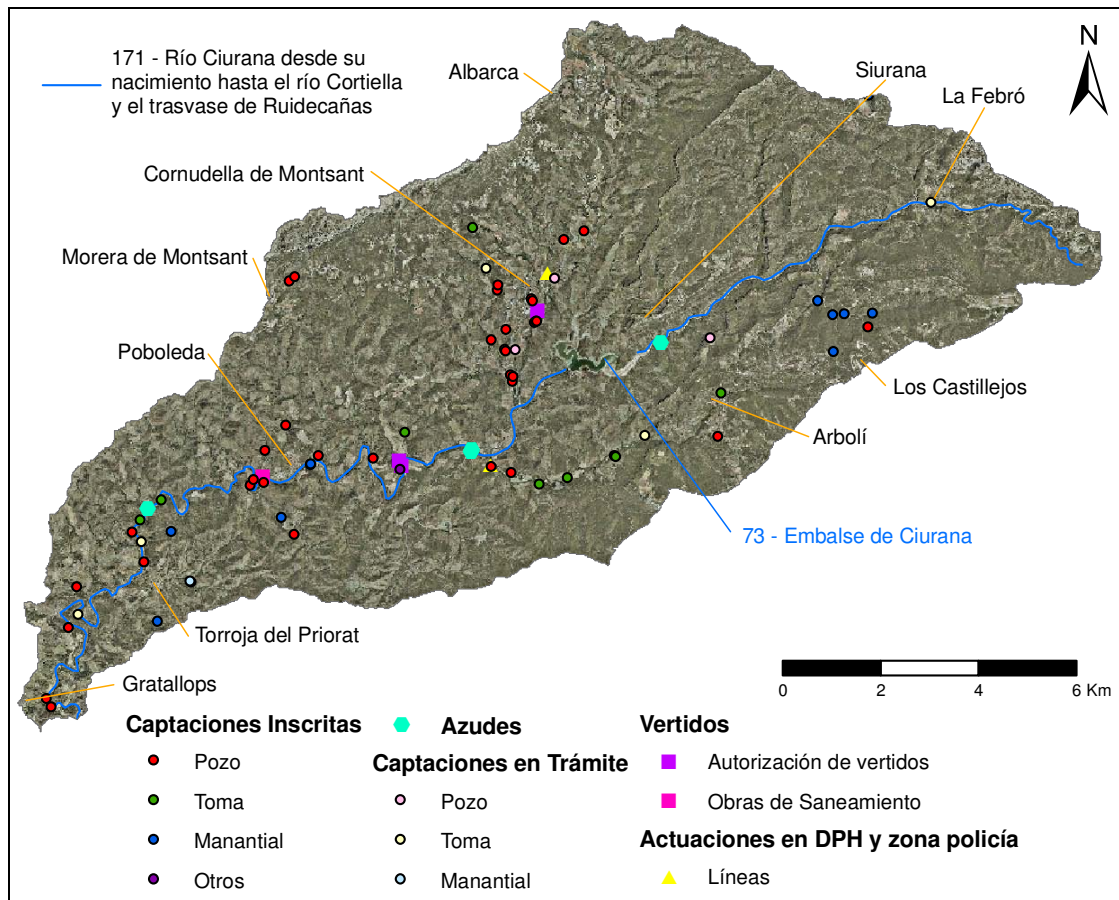 171 - Río Ciurana desde su
nacimiento hasta el río Cortiella
y el trasvase de Ruidecañas
Albarca
Siurana
La Febró
N
Cornudella de Montsant
Morera de Montsant
Poboleda
Los Castillejos
Arbolí
73 - Embalse de Ciurana
Torroja del Priorat
Gratallops
0 2 4 6 Km
Captaciones Inscritas
Pozo
Toma
Manantial
Otros
Azudes
Captaciones en Trámite
Pozo
Toma
Manantial
Vertidos
Autorización de vertidos
Obras de Saneamiento
Actuaciones en DPH y zona policía
Líneas